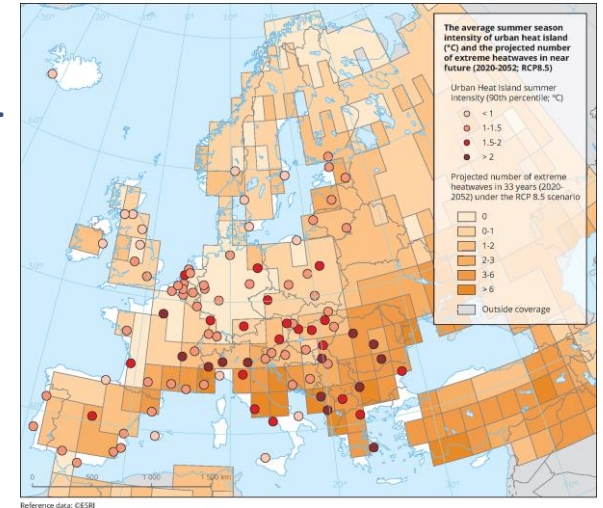 The average summer season
intensity of urban heat island
(°C) and the projected number
of extreme heatwaves in near
future (2020-2052; RCP8.5)
Urban Heat Island summer
intensity (90th percentile; °C)
< 1
1-1.5
1.5-2
> 2
Projected number of extreme
heatwaves in 33 years (2020-
2052) under the RCP 8.5 scenario
0
0-1
1-2
2-3
3-6
> 6
Outside coverage
0 500 1 000 1 500 km
Reference data: ©ESRI